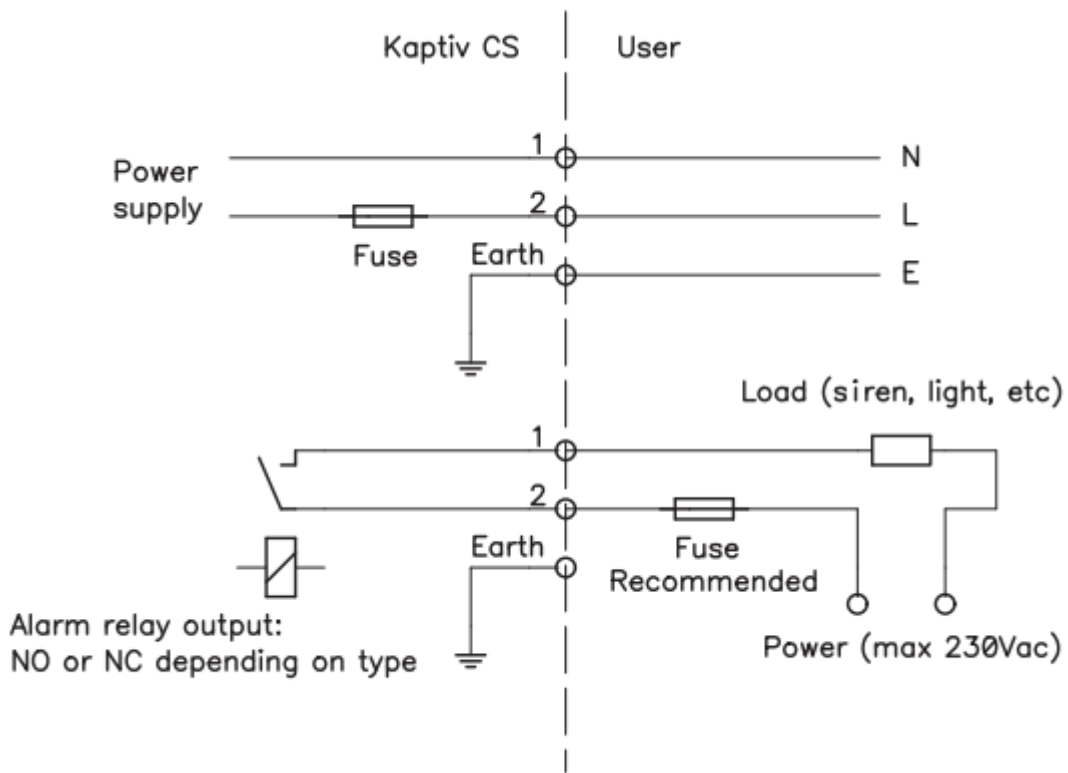 Kaptiv CS
User
1
N
Power
supply
2
L
Fuse
Earth
E
Load (siren, light, etc)
1
2
Earth
Fuse
Recommended
Alarm relay output:
NO or NC depending on type
Power (max 230Vac)